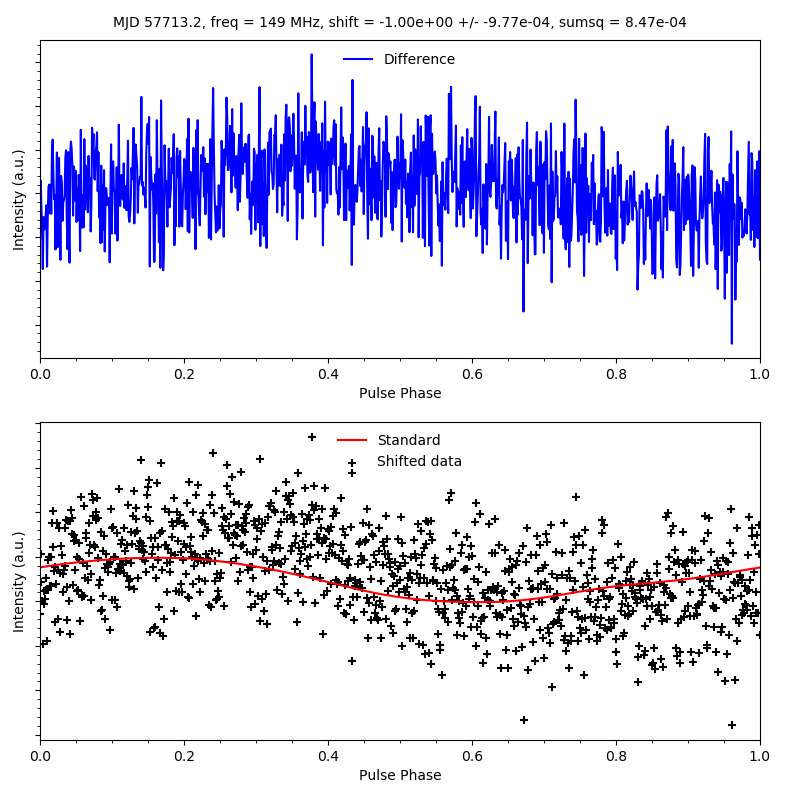 MJD 57713.2, freq = 149 MHz, shift = -1.00e+00 +/- -9.77e-04, sumsq = 8.47e-04
Difference
Intensity (a.u.)
0.0 0.2 0.4 0.6 0.8 1.0
Pulse Phase
Standard
Shifted data
Intensity (a.u.)
0.0 0.2 0.4 0.6 0.8 1.0
Pulse Phase